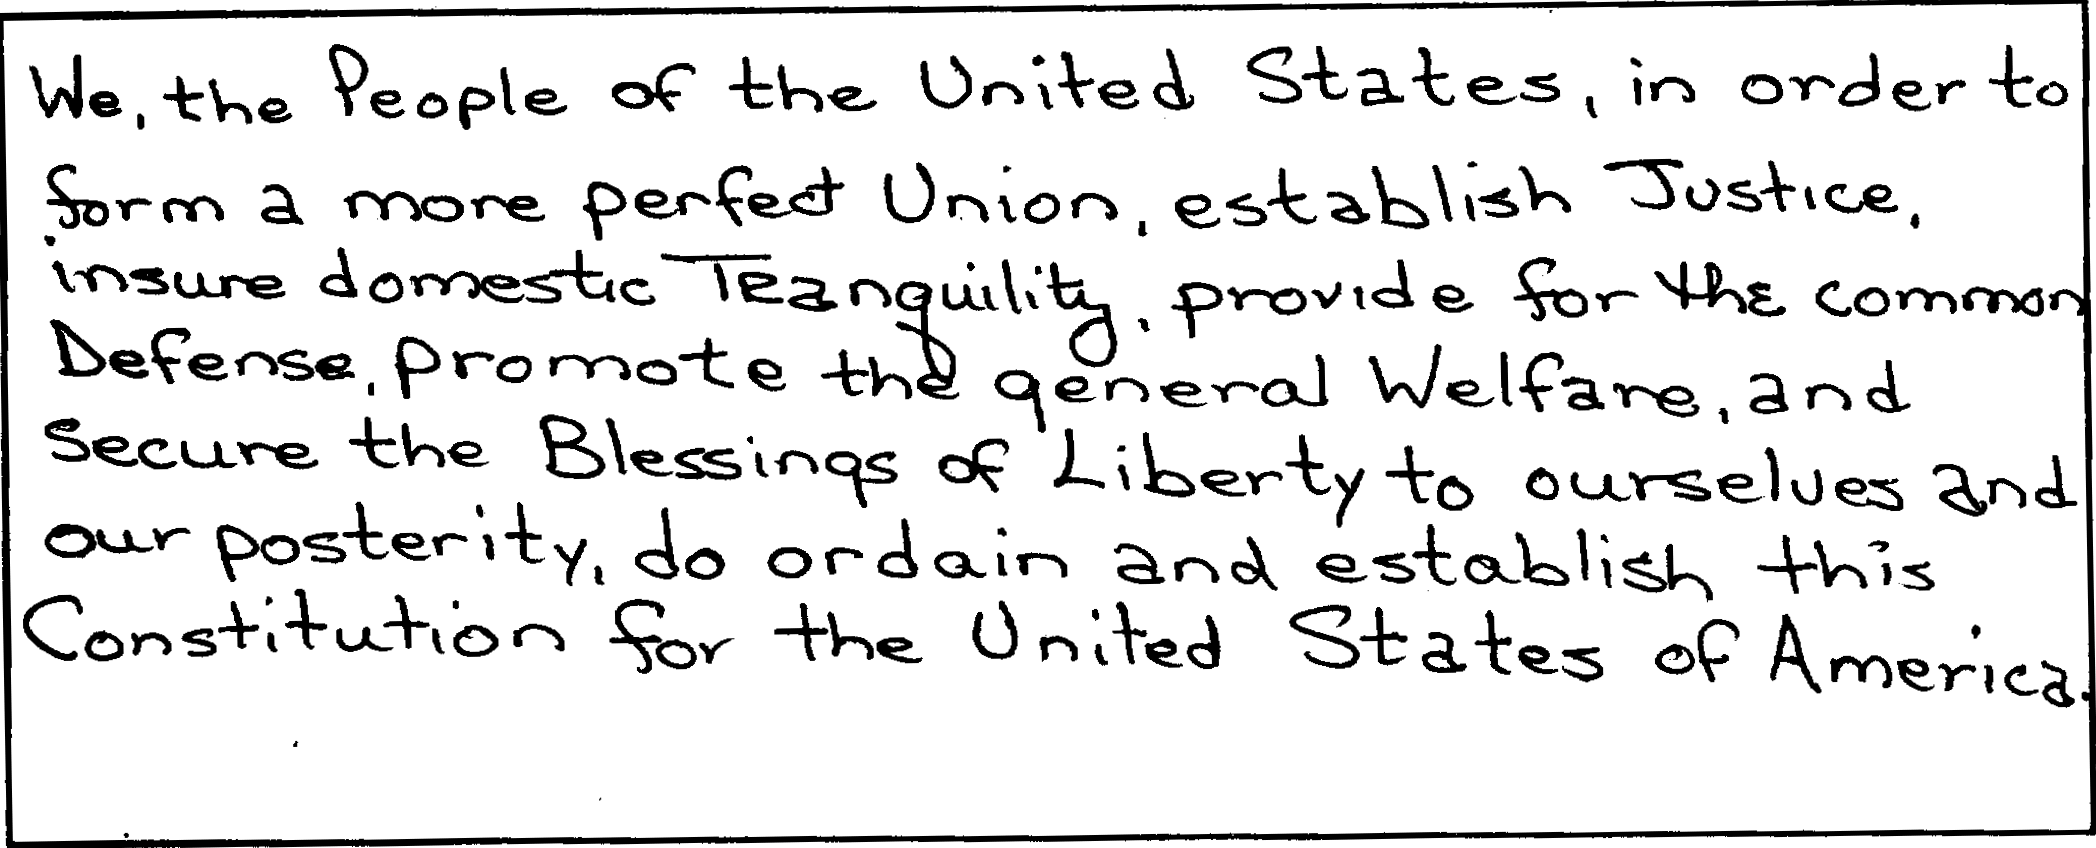 We, the People of the United States, in order to
form a more perfect Union, establish Justice,
insure domestic Tranquility, provide for the common
Defense, promote the general Welfare, and
secure the Blessings of Liberty to ourselves and
our posterity, do ordain and establish this
Constitution for the United States of America.